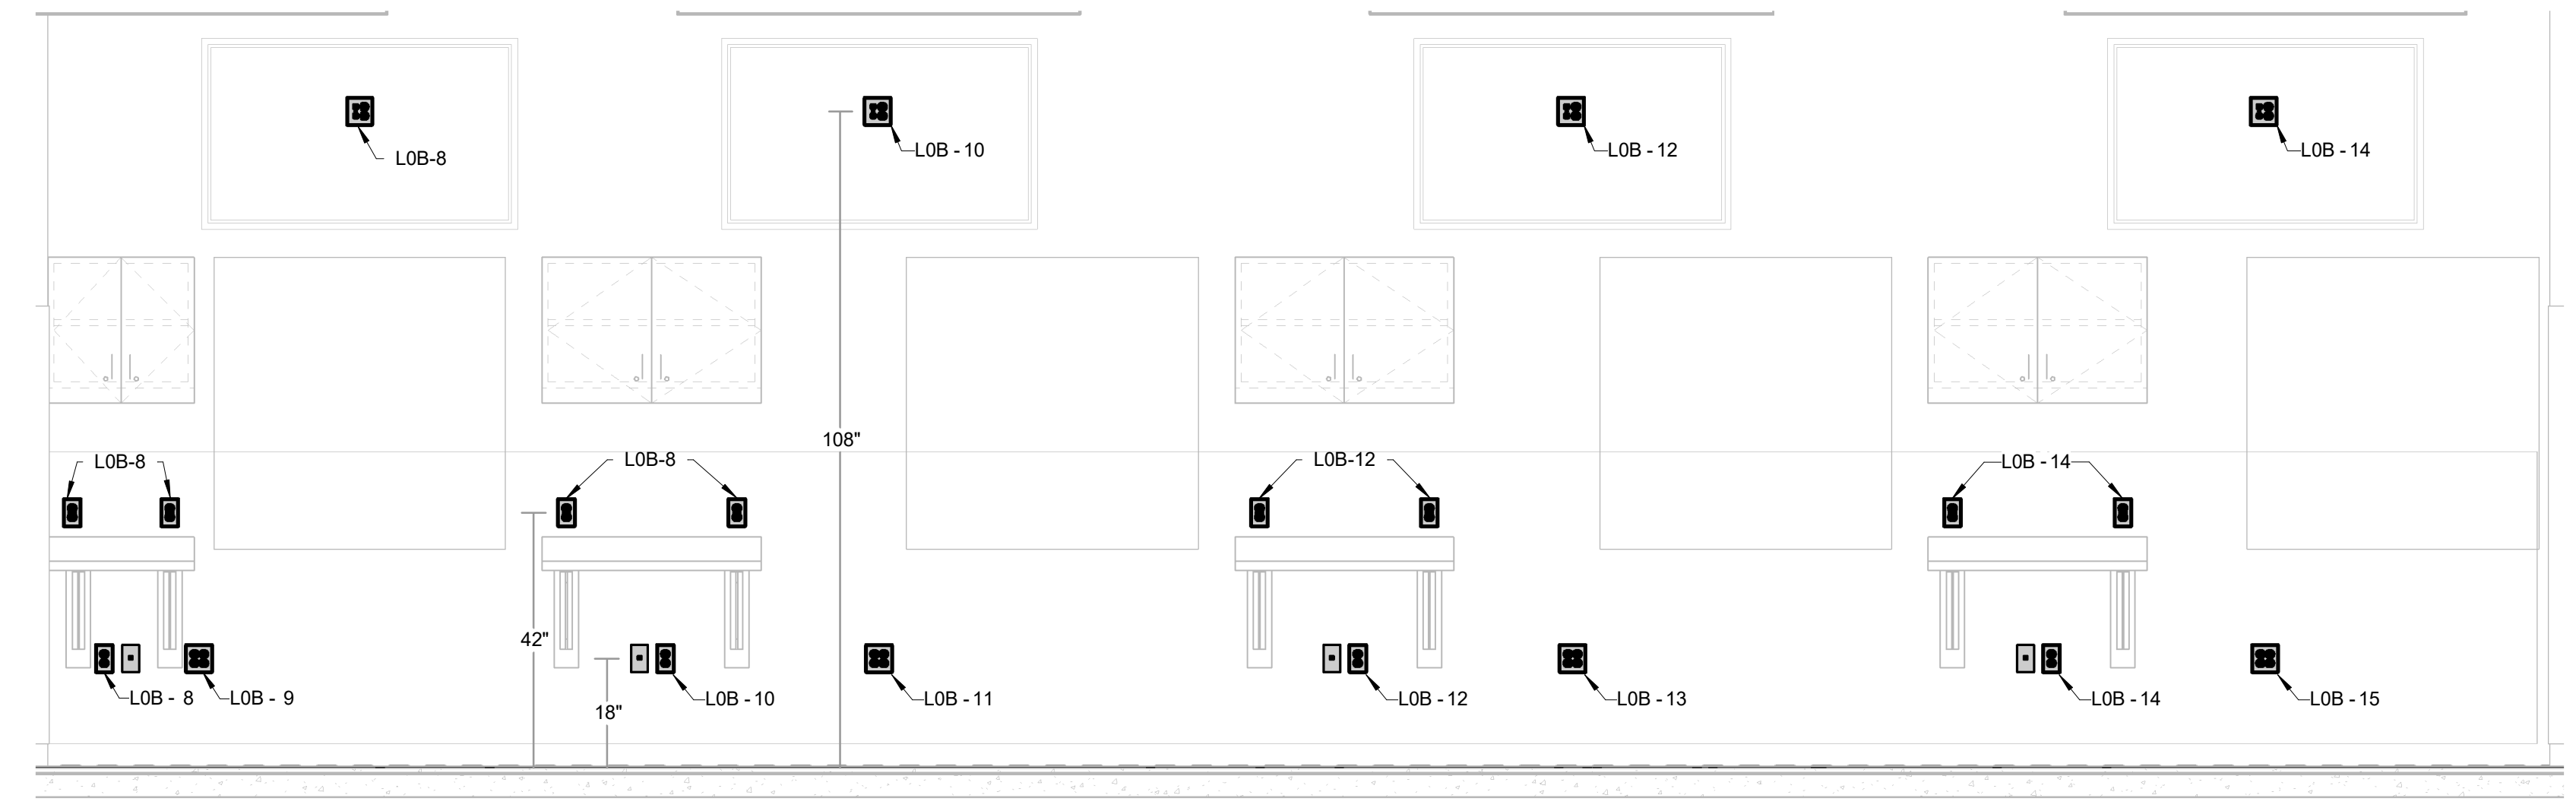 L0B-8
L0B - 10
L0B - 12
L0B - 14
108"
L0B-8
L0B-8
L0B-12
L0B - 14
42"
18"
L0B - 8
L0B - 9
L0B - 10
L0B - 11
L0B - 12
L0B - 13
L0B - 14
L0B - 15